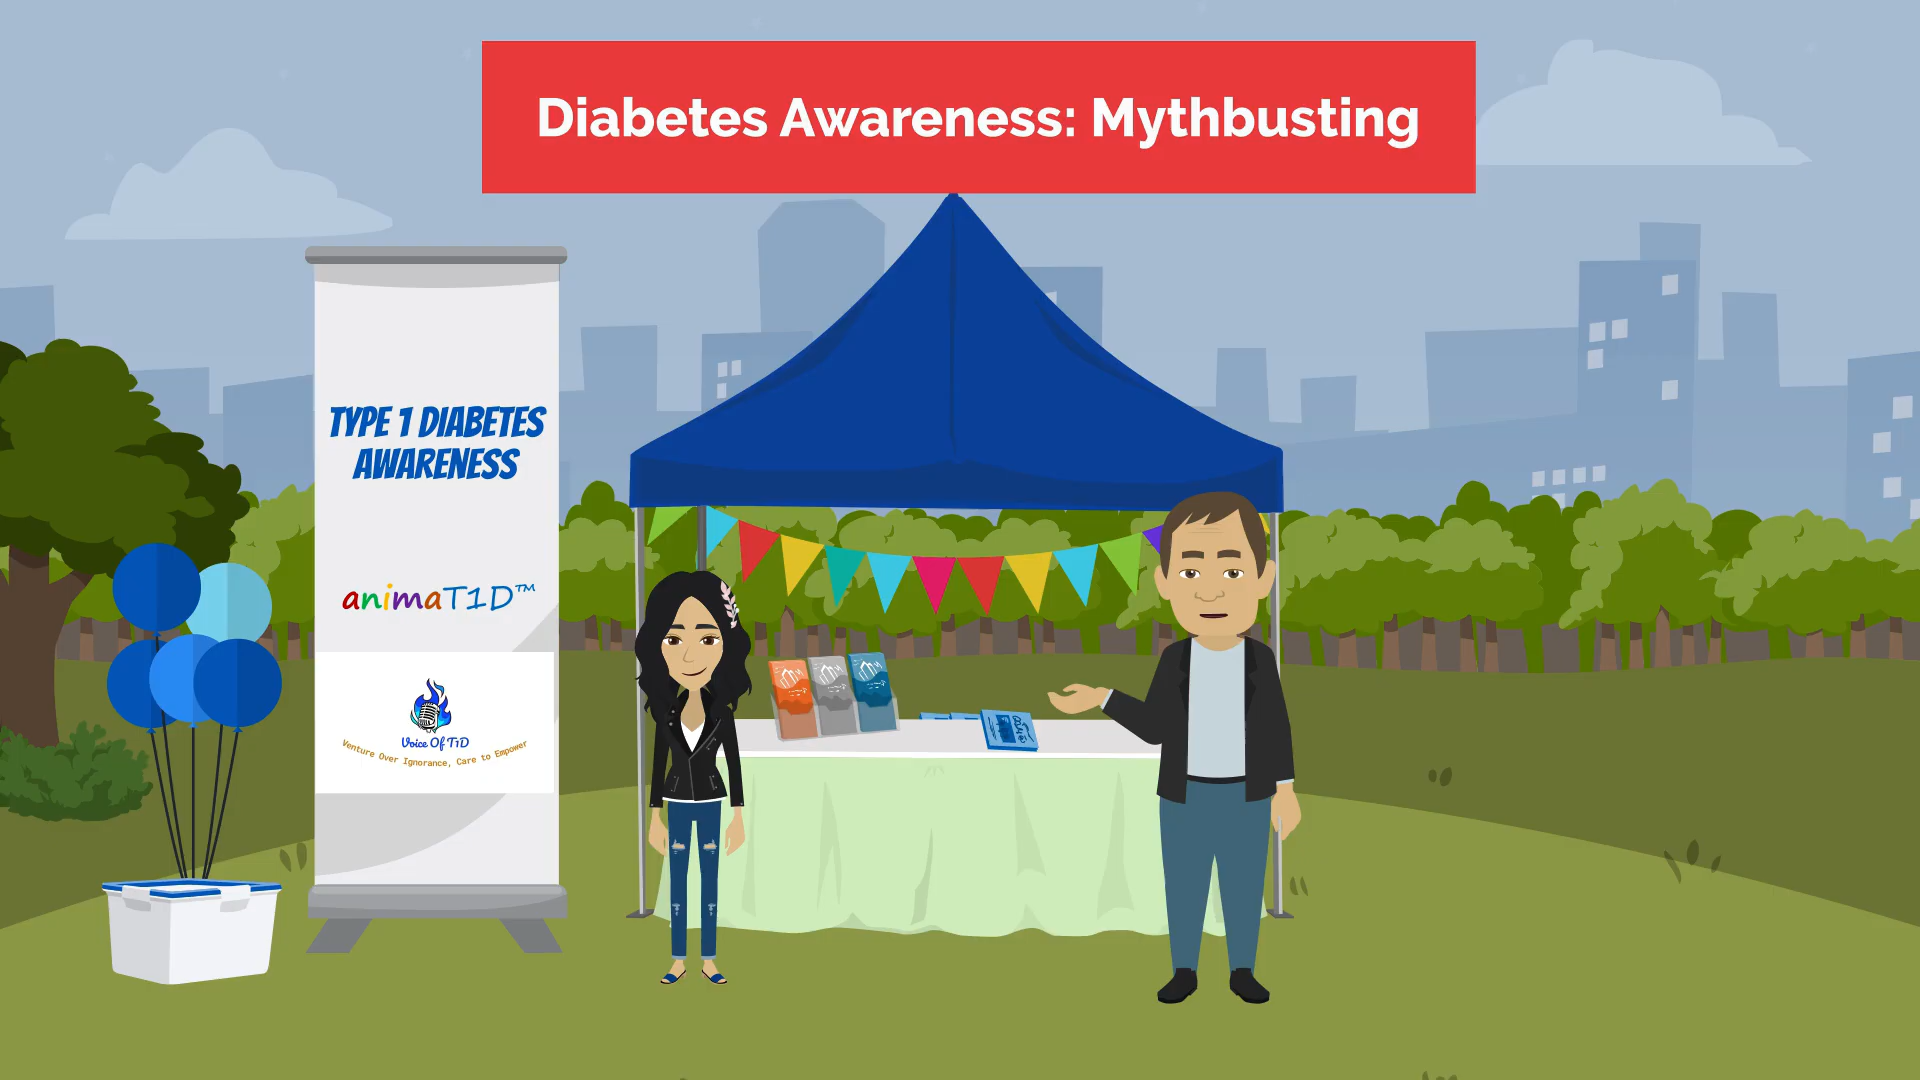 Diabetes Awareness: Mythbusting
TYPE 1 DIABETES
AWARENESS
animaT1D™
Voice Of T1D
Venture Over Ignorance, Care to Empower